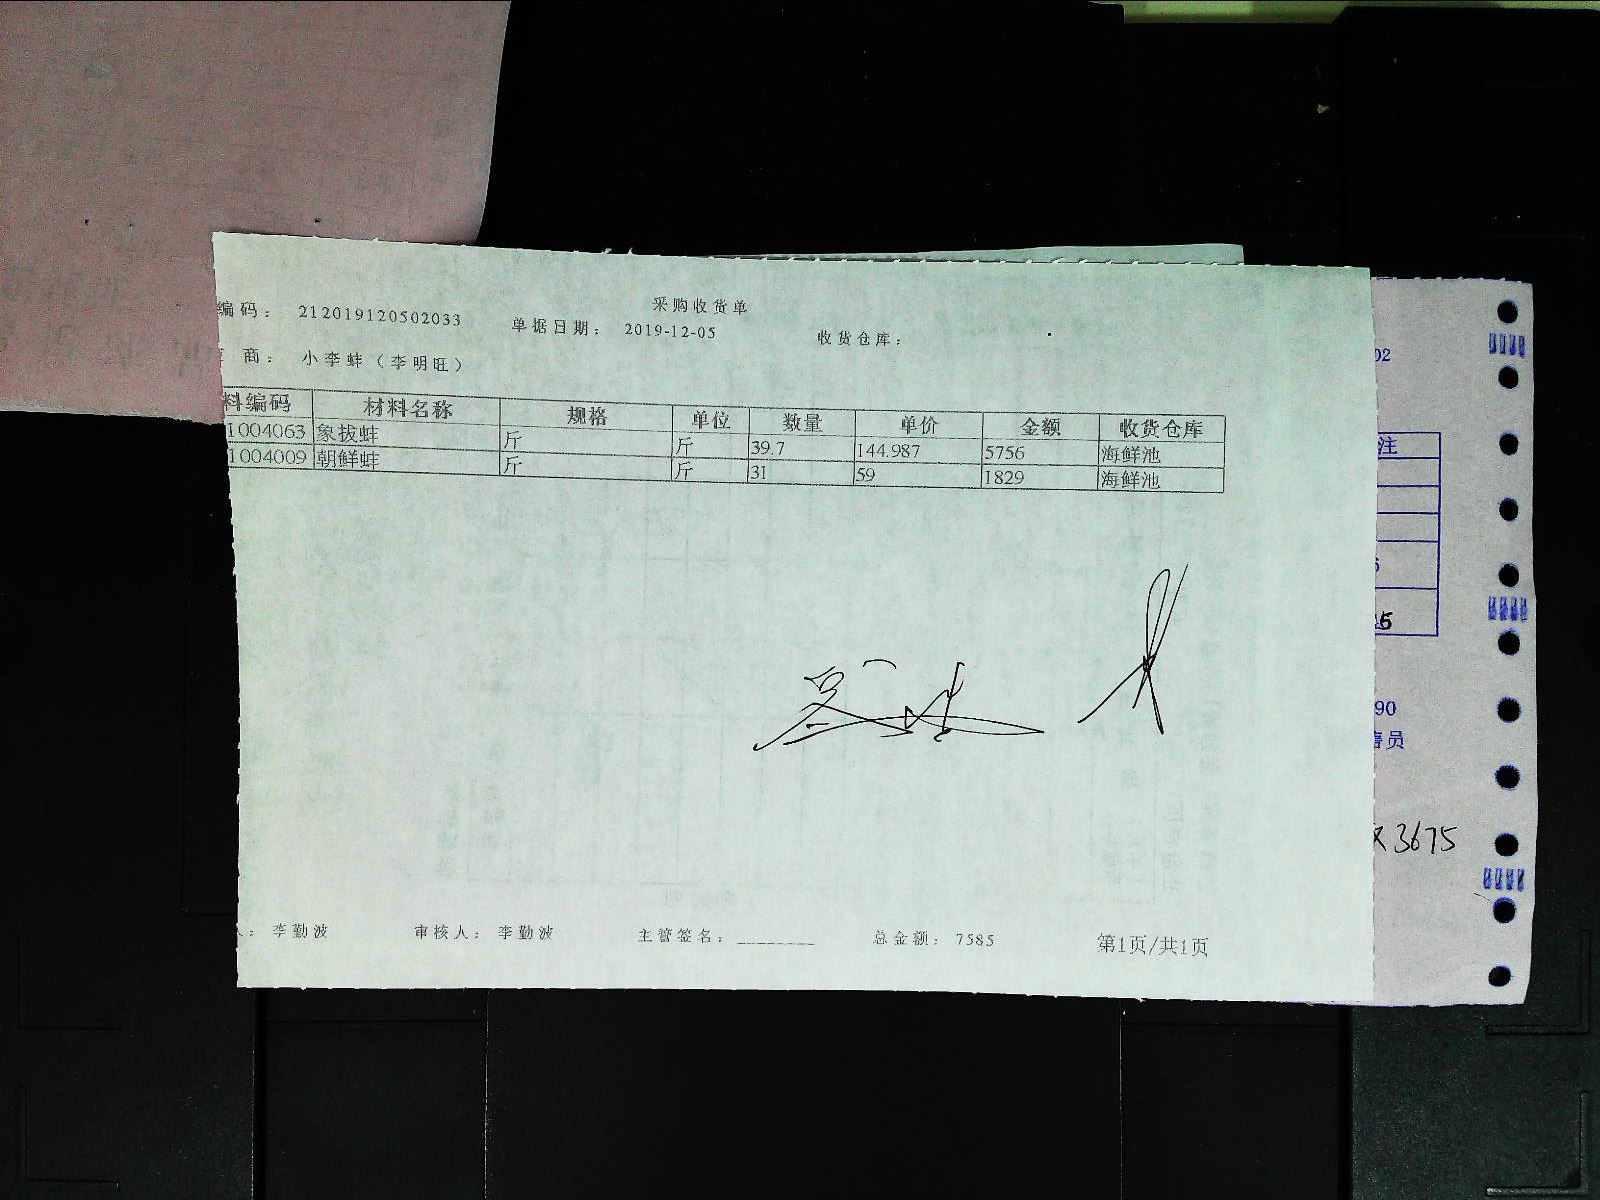 采购收货单
编码： 212019120502033 单据日期： 2019-12-05 收货仓库：
商： 小李蚌（李明旺）
料编码 材料名称 规格 单位 数量 单价 金额 收货仓库
1004063 象拔蚌 斤 斤 39.7 144.987 5756 海鲜池
1004009 朝鲜蚌 斤 斤 31 59 1829 海鲜池
人： 李勤波 审核人： 李勤波 主管签名：________ 总金额： 7585 第1页/共1页
02
注
90
售员
3675